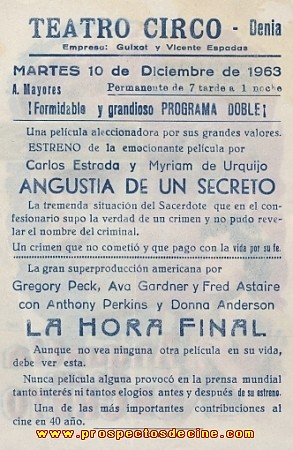 TEATRO CIRCO - Denia
Empresa: Guixot y Vicente Espadas
MARTES 10 de Diciembre de 1963
A. Mayores Permanente de 7 tarde a 1 noche
¡Formidable y grandioso PROGRAMA DOBLE¡
Una película aleccionadora por sus grandes valores.
ESTRENO de la emocionante película por
Carlos Estrada y Myriam de Urquijo
ANGUSTIA DE UN SECRETO
La tremenda situación del Sacerdote que en el con-
fesionario supo la verdad de un crimen y no pudo reve-
lar el nombre del criminal.
Un crimen que no cometió y que pago con la vida por su fe.
La gran superproducción americana por
Gregory Peck, Ava Gardner y Fred Astaire
con Anthony Perkins y Donna Anderson
LA HORA FINAL
Aunque no vea ninguna otra película en su vida,
debe ver esta.
Nunca película alguna provocó en la prensa mundial
tanto interés ni tantos elogios antes y después de su estreno.
Una de las más importantes contribuciones al
cine en 40 año.
www.prospectosdecine.com